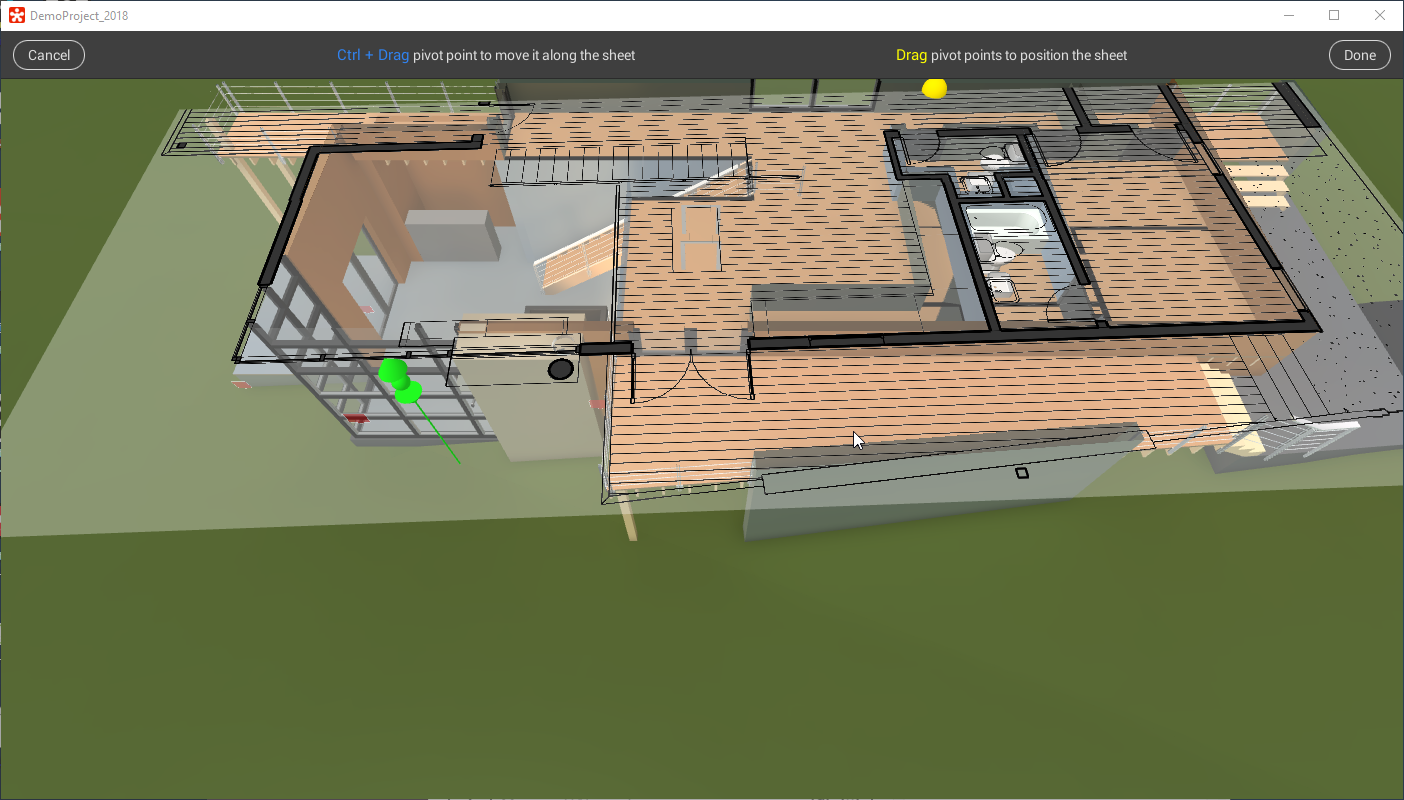 DemoProject_2018
Cancel
Ctrl + Drag pivot point to move it along the sheet
Drag pivot points to position the sheet
Done